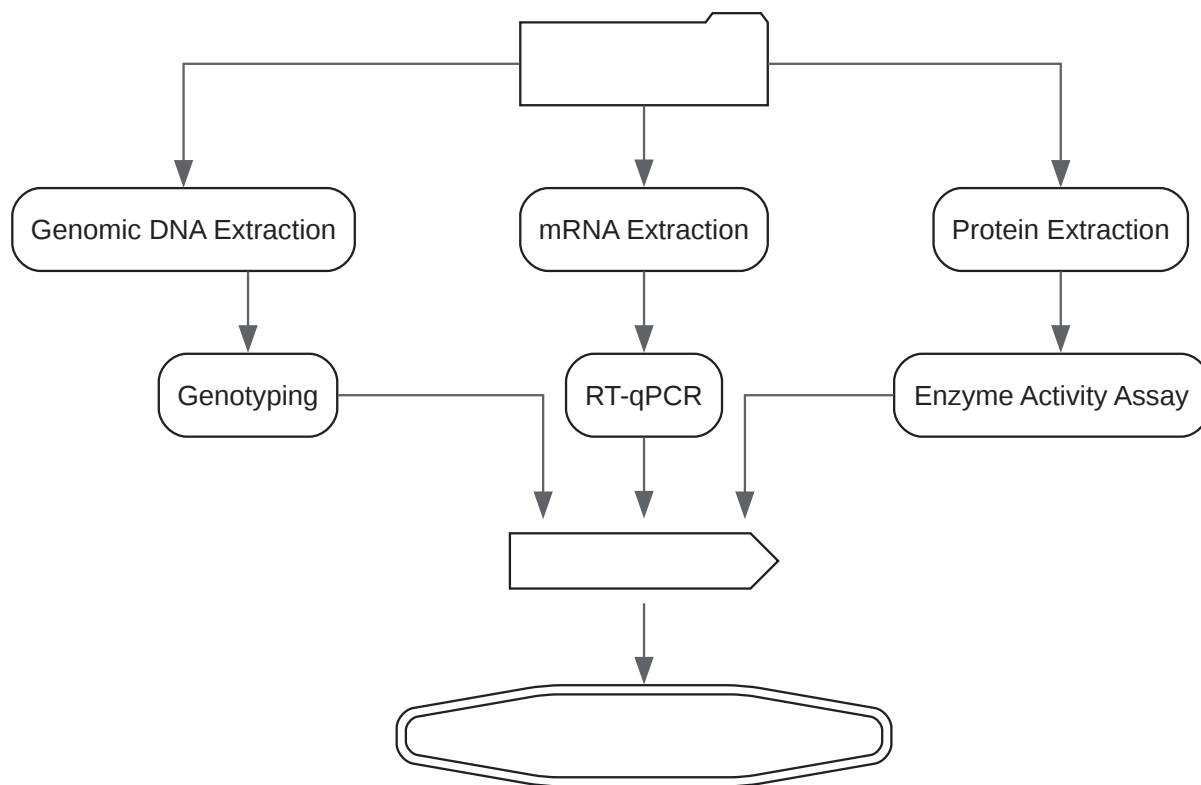 Genomic DNA Extraction
mRNA Extraction
Protein Extraction
Genotyping
RT-qPCR
Enzyme Activity Assay